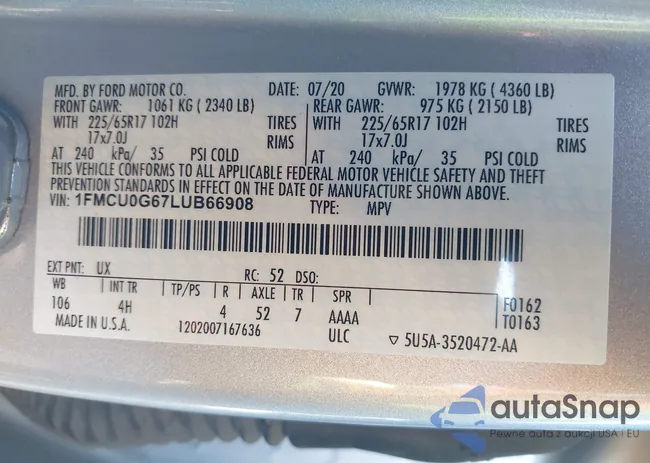 MFD. BY FORD MOTOR CO. DATE: 07/20 GVWR: 1978 KG ( 4360 LB)
FRONT GAWR: 1061 KG ( 2340 LB) REAR GAWR: 975 KG ( 2150 LB)
WITH 225/65R17 102H TIRES WITH 225/65R17 102H TIRES
17x7.0J RIMS 17x7.0J RIMS
AT 240 kPa/ 35 PSI COLD AT 240 kPa/ 35 PSI COLD
THIS VEHICLE CONFORMS TO ALL APPLICABLE FEDERAL MOTOR VEHICLE SAFETY AND THEFT
PREVENTION STANDARDS IN EFFECT ON THE DATE OF MANUFACTURE SHOWN ABOVE.
VIN: 1FMCU0G67LUB66908 TYPE: MPV
EXT PNT: UX RC: 52 DSO:
WB INT TR TP/PS R AXLE TR SPR
106 4H 4 52 7 AAAA F0162
T0163
MADE IN U.S.A. 1202007167636 ULC ▽ 5U5A-3520472-AA
autaSnap
Pewne auta z aukcji USA i EU